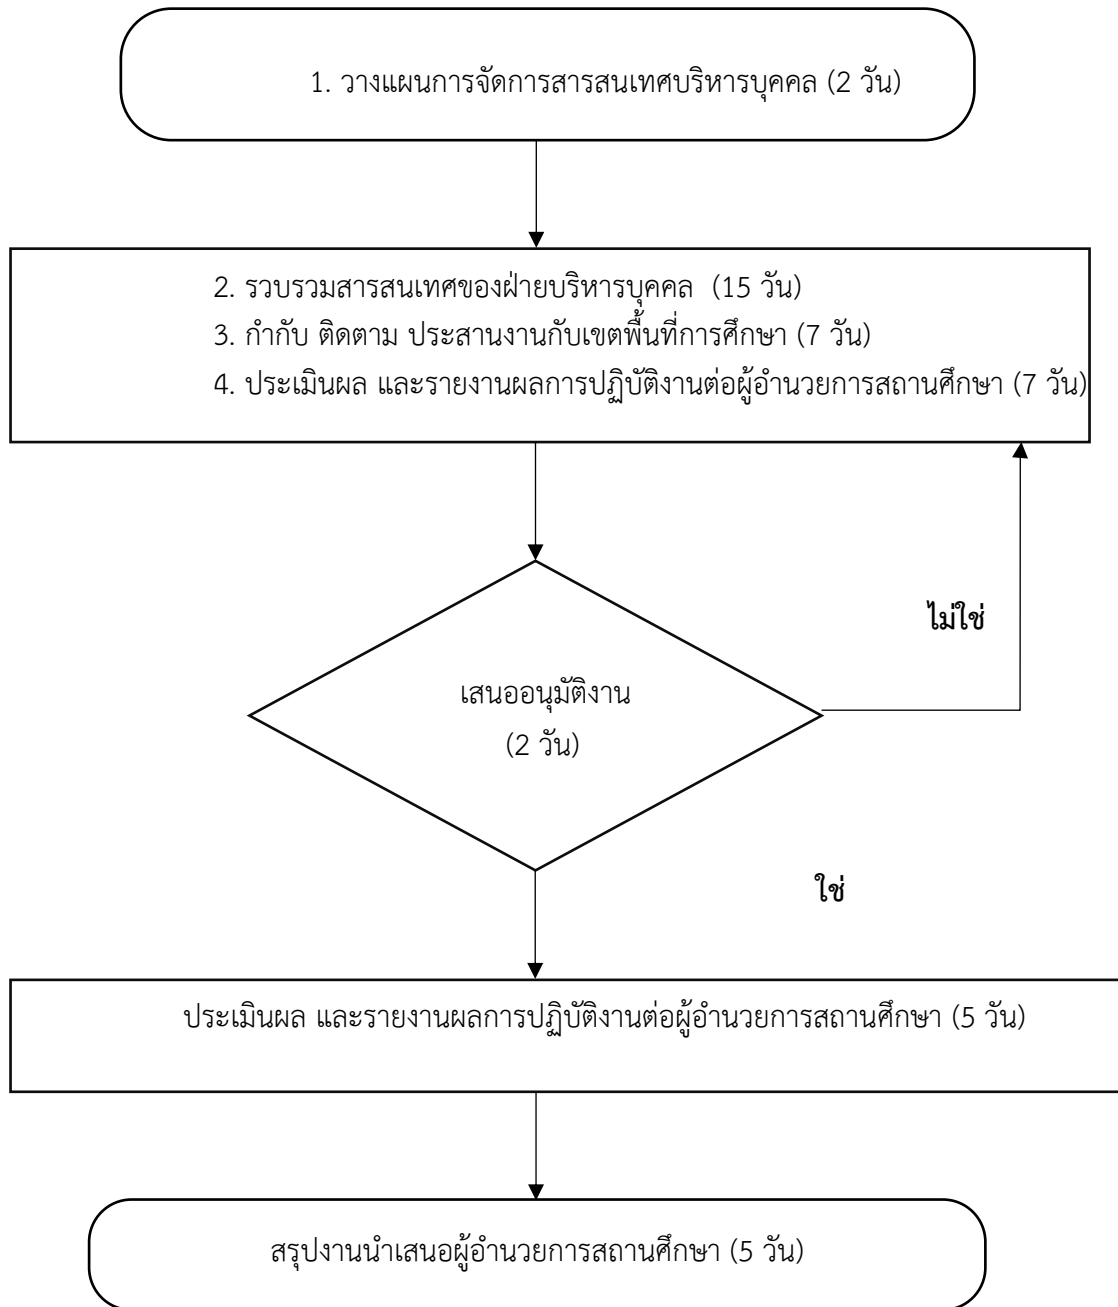 1. วางแผนการจัดการสารสนเทศบริหารบุคคล (2 วัน)
2. รวบรวมสารสนเทศของฝ่ายบริหารบุคคล (15 วัน)
3. กำกับ ติดตาม ประสานงานกับเขตพื้นที่การศึกษา (7 วัน)
4. ประเมินผล และรายงานผลการปฏิบัติงานต่อผู้อำนวยการสถานศึกษา (7 วัน)
ไม่ใช่
เสนออนุมัติงาน
(2 วัน)
ใช่
ประเมินผล และรายงานผลการปฏิบัติงานต่อผู้อำนวยการสถานศึกษา (5 วัน)
สรุปงานนำเสนอผู้อำนวยการสถานศึกษา (5 วัน)